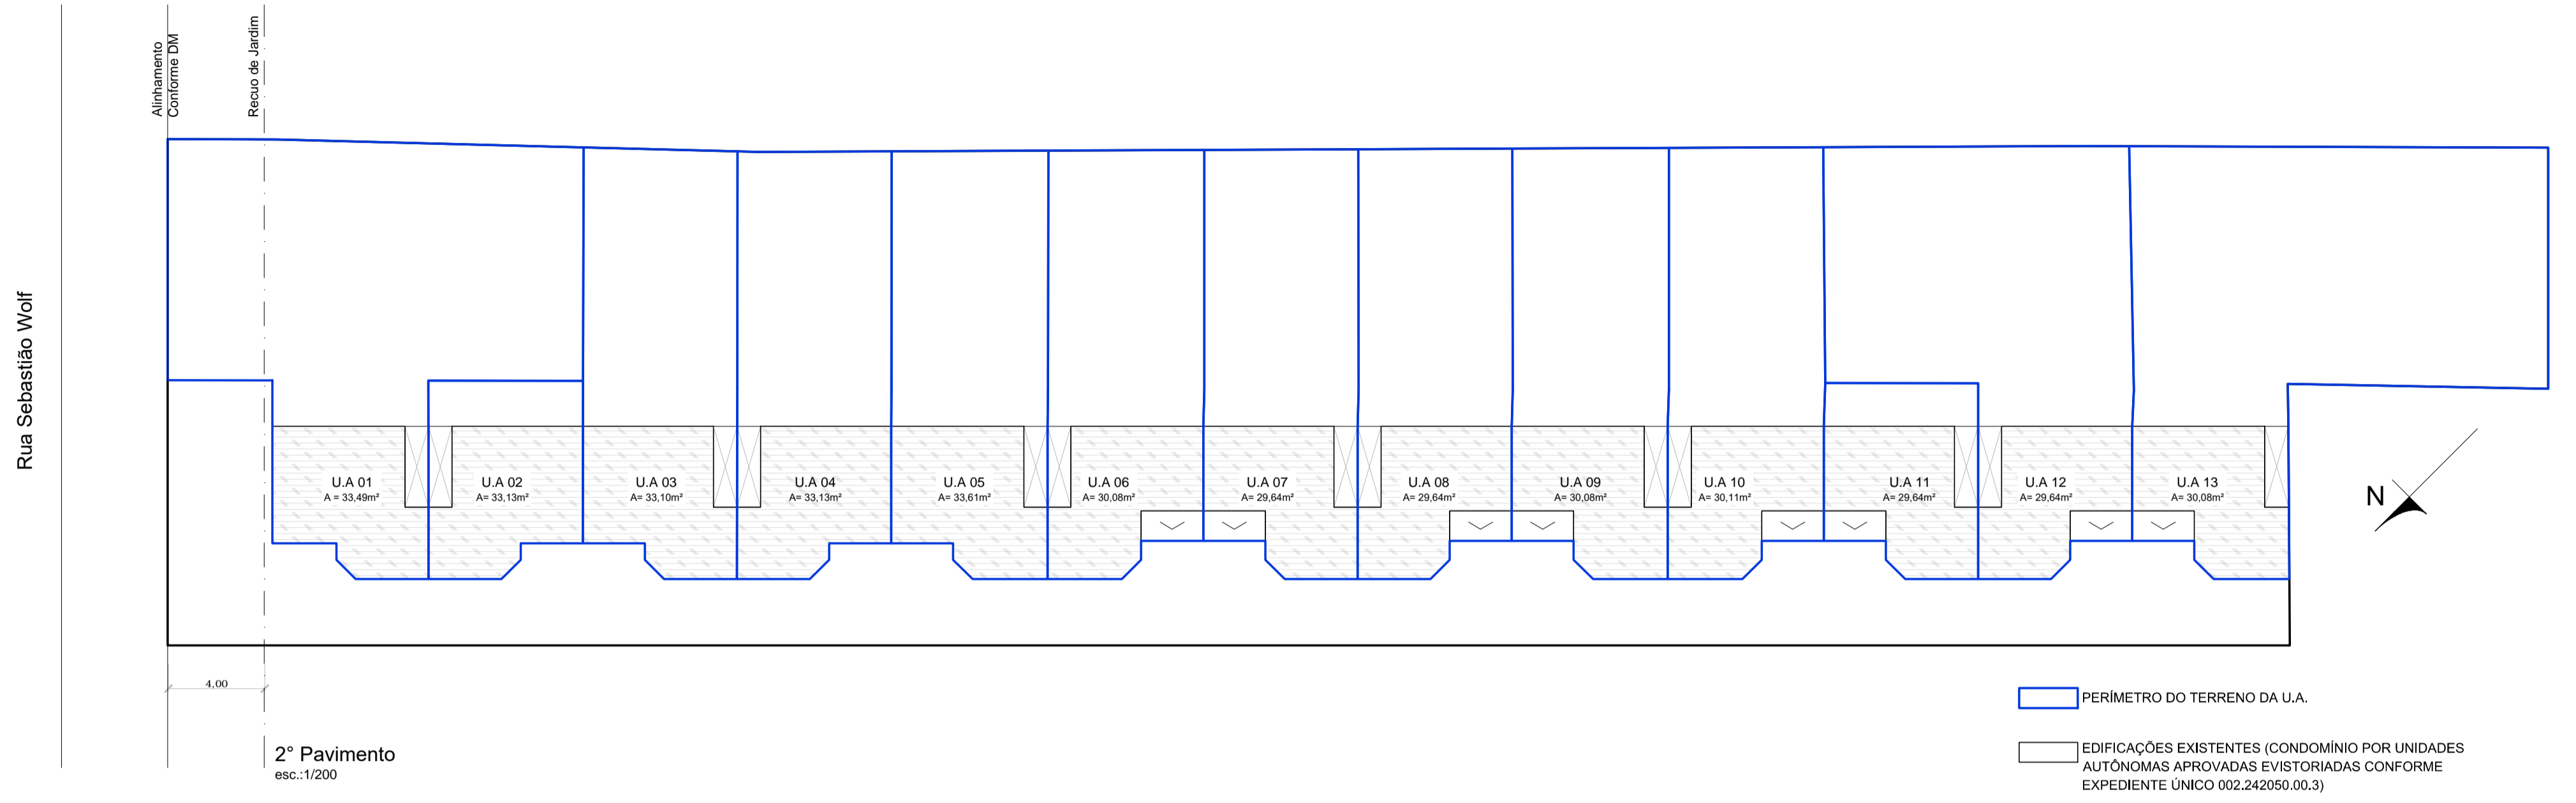 Rua Sebastião Wolf
Alinhamento
Conforme DM
Recuo de Jardim
U.A 01
A = 33,49m²
U.A 02
A= 33,13m²
U.A 03
A= 33,10m²
U.A 04
A= 33,13m²
U.A 05
A= 33,61m²
U.A 06
A= 30,08m²
U.A 07
A= 29,64m²
U.A 08
A= 29,64m²
U.A 09
A= 30,08m²
U.A 10
A= 30,11m²
U.A 11
A= 29,64m²
U.A 12
A= 29,64m²
U.A 13
A= 30,08m²
N
4,00
2° Pavimento
esc.:1/200
PERÍMETRO DO TERRENO DA U.A.
EDIFICAÇÕES EXISTENTES (CONDOMÍNIO POR UNIDADES
AUTÔNOMAS APROVADAS EVISTORIADAS CONFORME
EXPEDIENTE ÚNICO 002.242050.00.3)